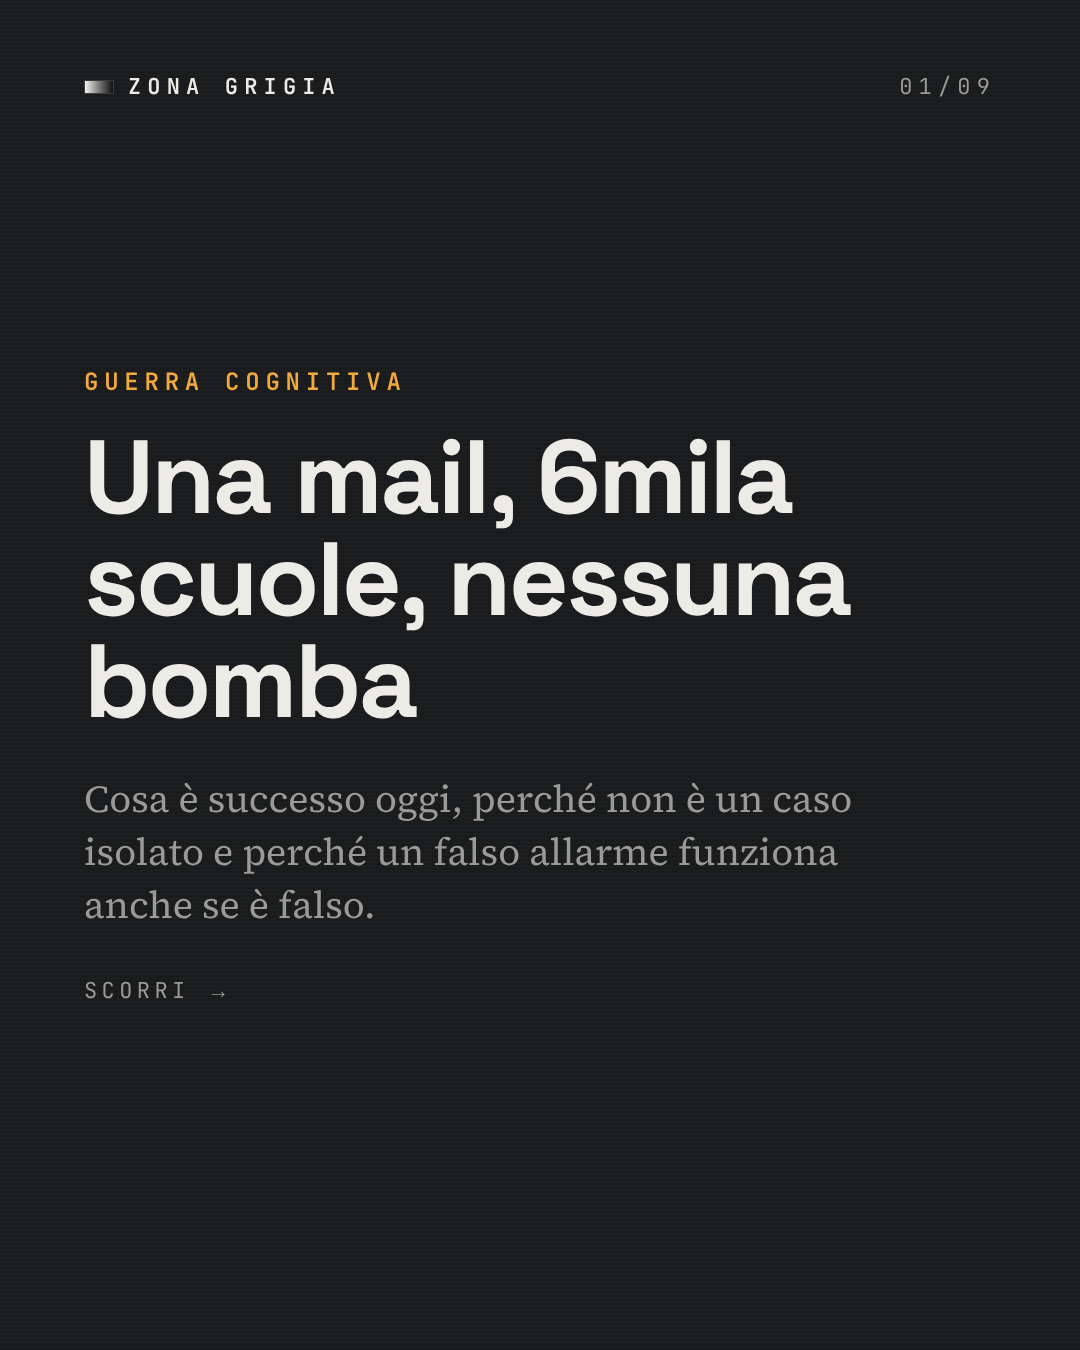 ZONA GRIGIA
01/09
GUERRA COGNITIVA
Una mail, 6mila
scuole, nessuna
bomba
Cosa è successo oggi, perché non è un caso
isolato e perché un falso allarme funziona
anche se è falso.
SCORRI →